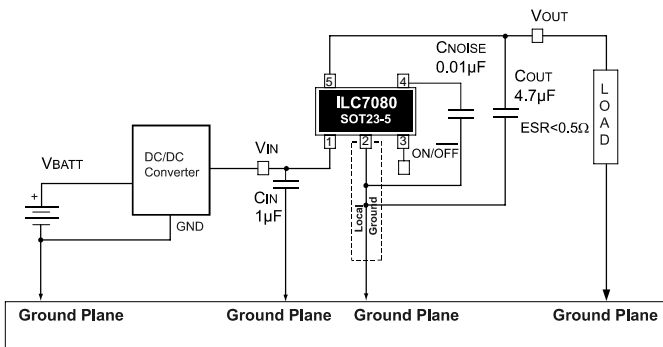 VOUT
CNOISE
0.01µF
COUT
4.7µF
ESR<0.5Ω
LOAD
5
4
ILC7080
SOT23-5
1
2
3
ON/O̅F̅F̅
VIN
DC/DC
Converter
VBATT
+
CIN
1µF
GND
Local
Ground
Ground Plane
Ground Plane
Ground Plane
Ground Plane